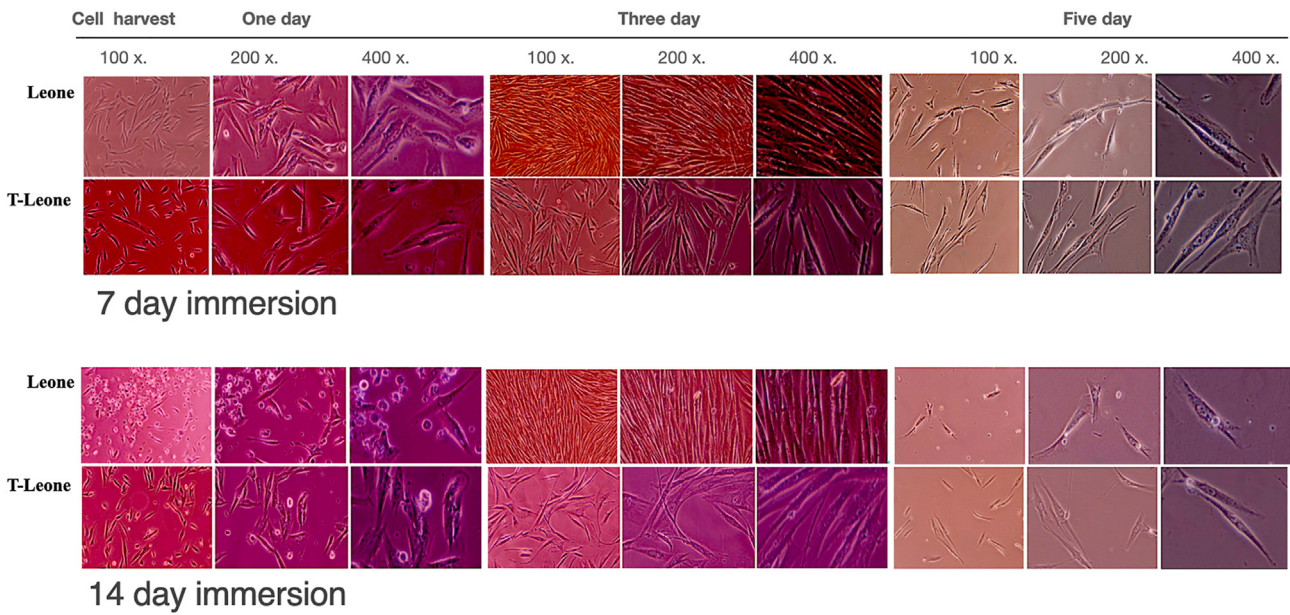 Cell harvest One day Three day Five day
100 x. 200 x. 400 x. 100 x. 200 x. 400 x. 100 x. 200 x. 400 x.
Leone
T-Leone
7 day immersion
Leone
T-Leone
14 day immersion